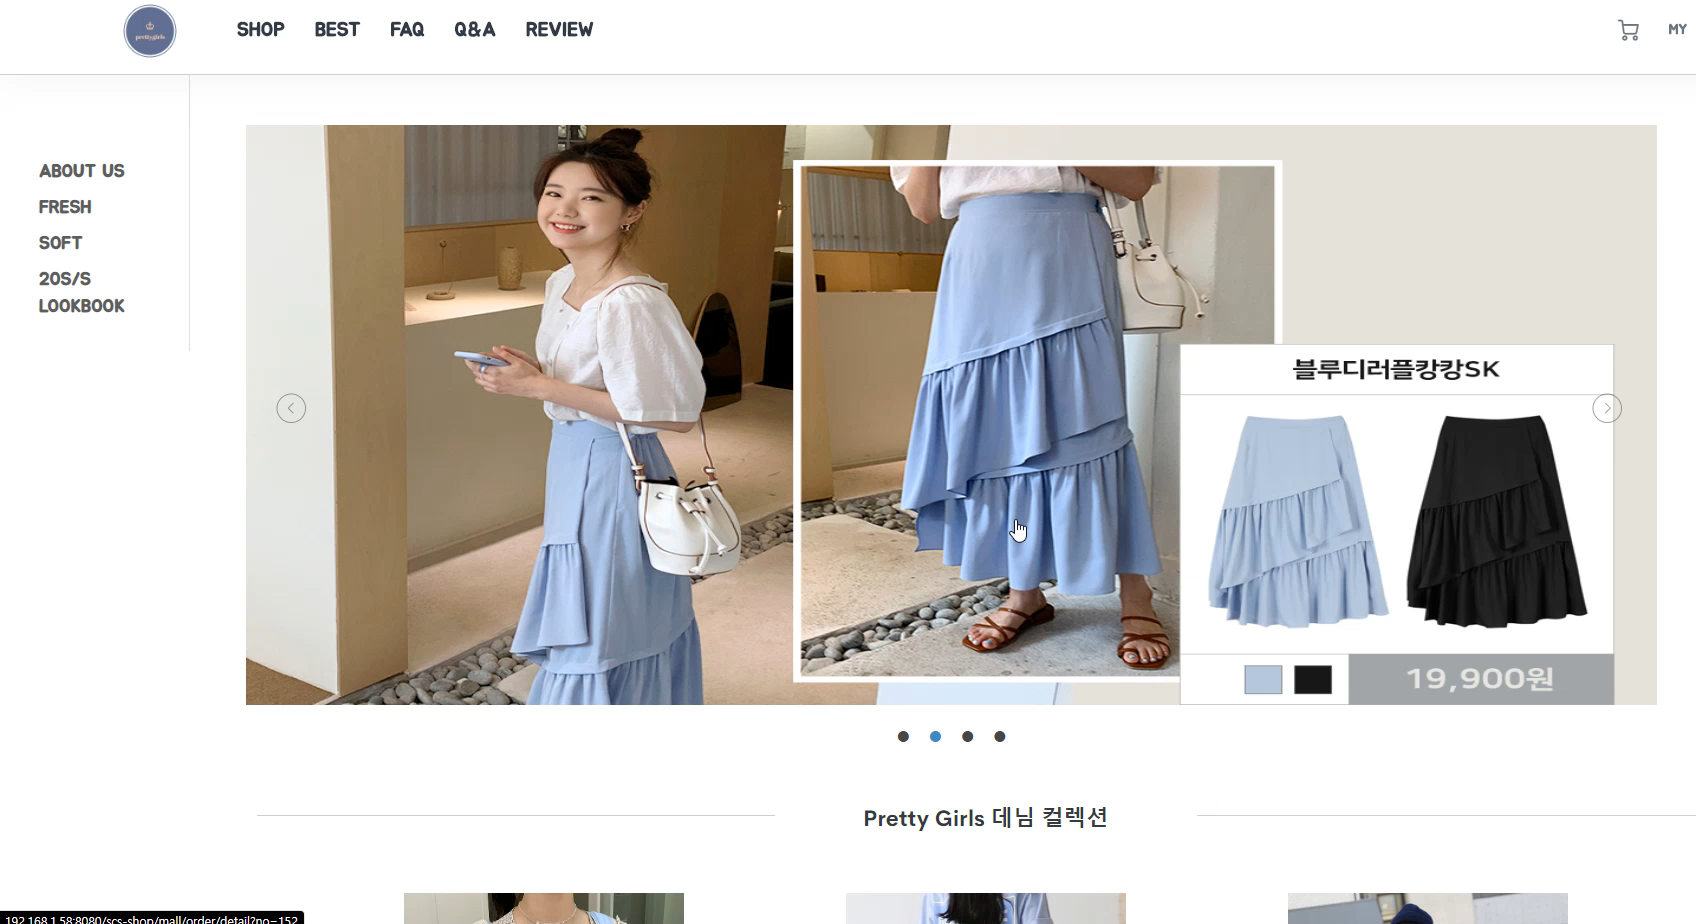 prettygirls
SHOP BEST FAQ Q&A REVIEW MY
ABOUT US
FRESH
SOFT
20S/S
LOOKBOOK
블루디러플캉캉SK
19,900원
Pretty Girls 데님 컬렉션
192.168.1.58:8080/scs-shop/mall/order/detail?no=152